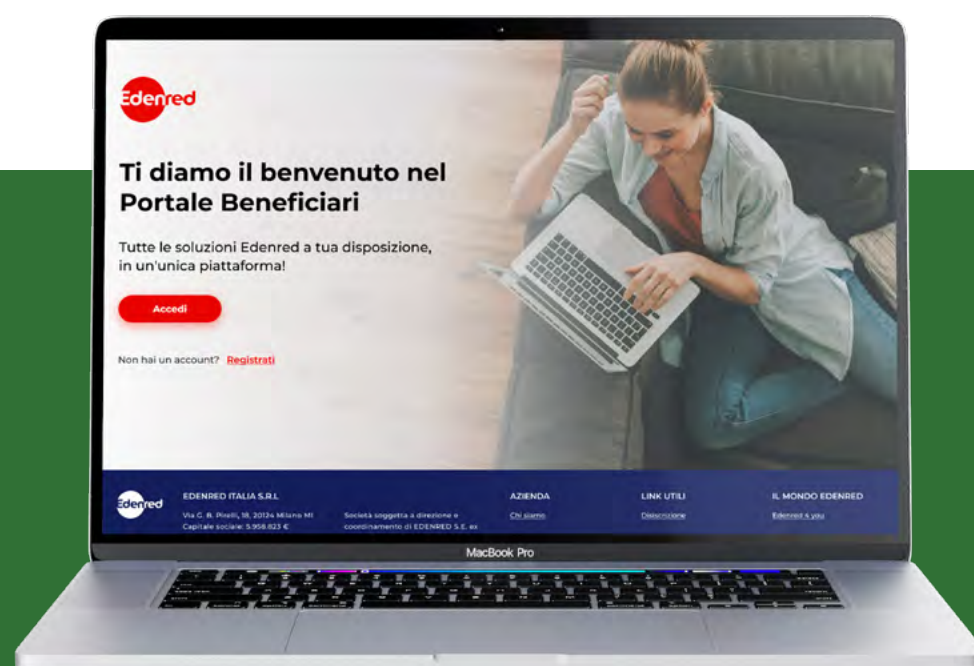 Edenred
Ti diamo il benvenuto nel
Portale Beneficiari
Tutte le soluzioni Edenred a tua disposizione,
in un'unica piattaforma!
Accedi
Non hai un account? Registrati
Edenred
EDENRED ITALIA S.R.L
Via G. B. Pirelli, 18, 20124 Milano MI
Capitale sociale: 5.958.823 €
Società soggetta a direzione e
coordinamento di EDENRED S.E. ex
AZIENDA
Chi siamo
LINK UTILI
Disiscrizione
IL MONDO EDENRED
Edenred 4 you
MacBook Pro